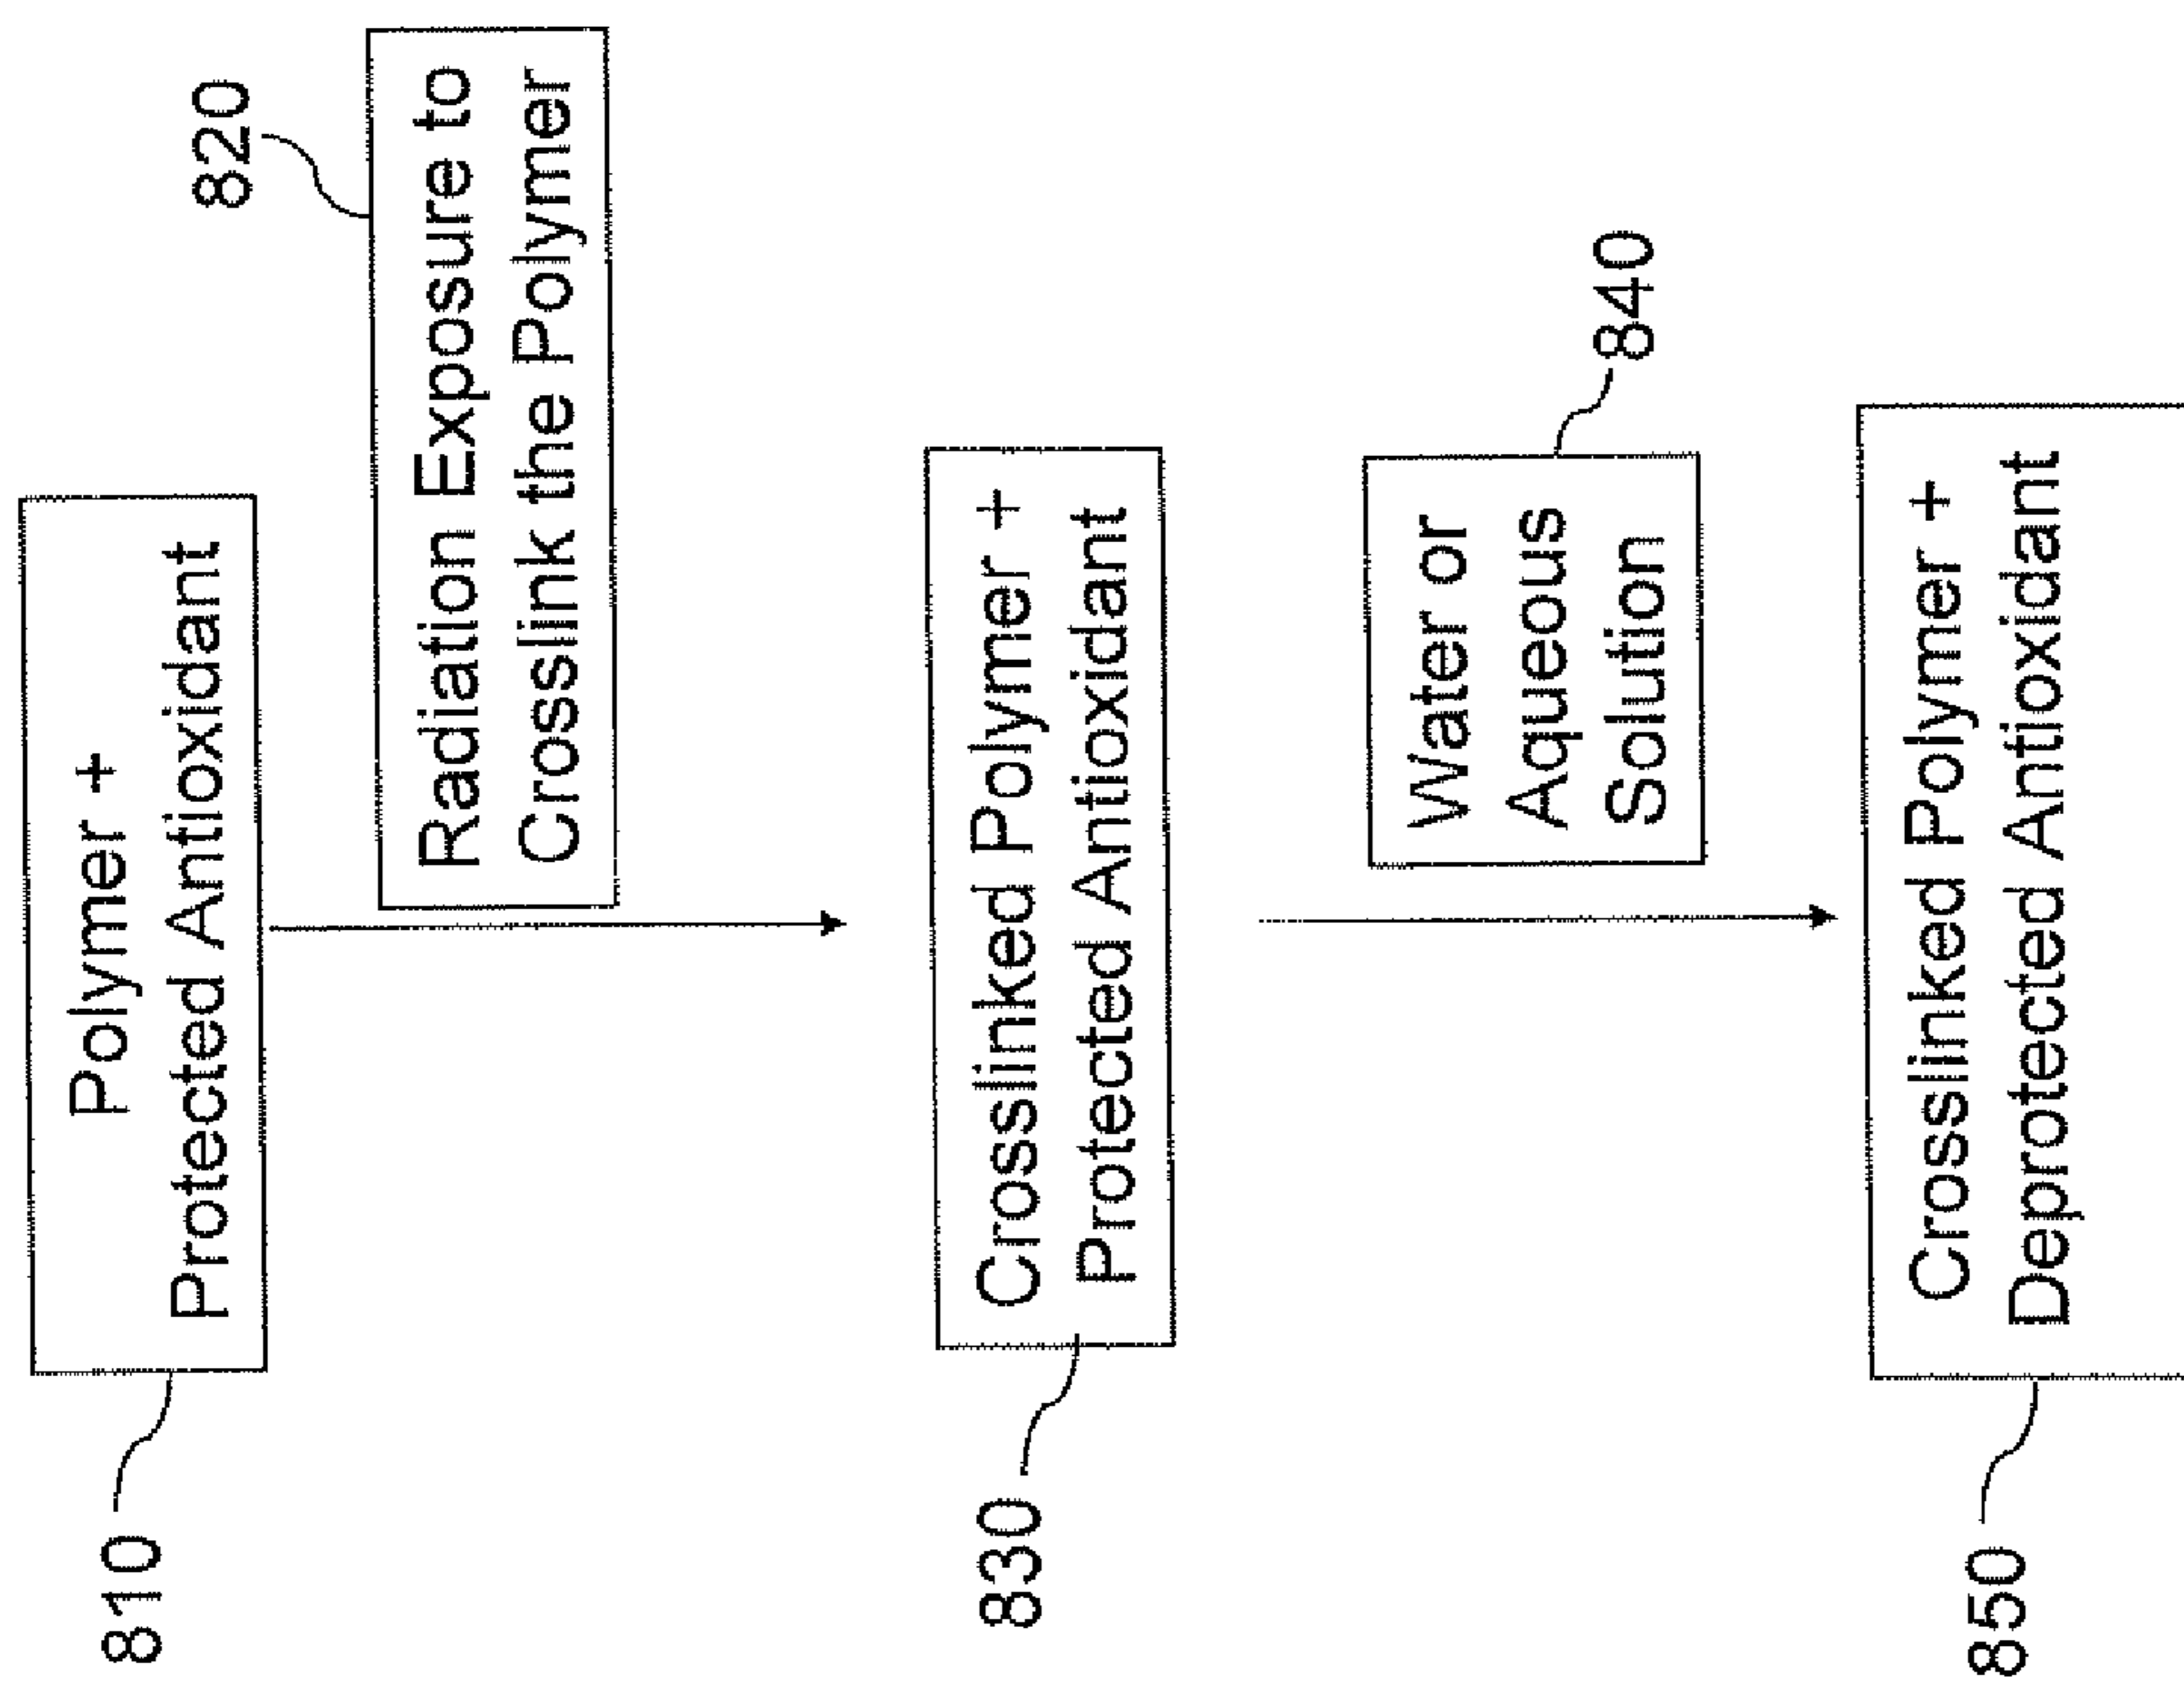 810
Polymer +
Protected Antioxidant
820
Radiation Exposure to
Crosslink the Polymer
830
Crosslinked Polymer +
Protected Antioxidant
840
Water or
Aqueous
Solution
850
Crosslinked Polymer +
Deprotected Antioxidant